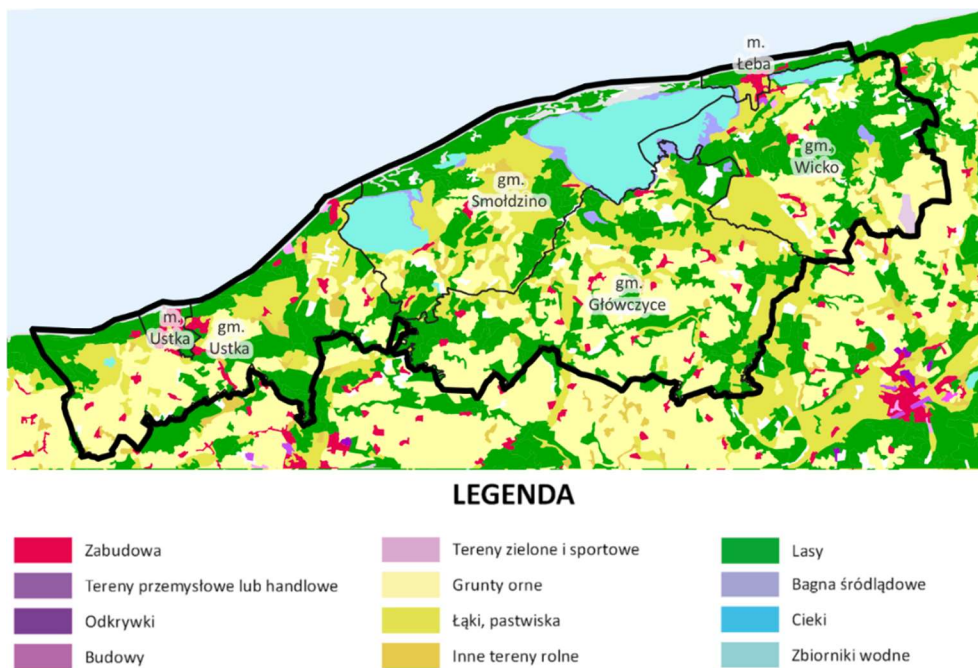 m.
Łeba
gm.
Wicko
gm.
Smołdzino
gm.
Główczyce
m.
Ustka
gm.
Ustka
LEGENDA
Zabudowa
Tereny przemysłowe lub handlowe
Odkrywki
Budowy
Tereny zielone i sportowe
Grunty orne
Łąki, pastwiska
Inne tereny rolne
Lasy
Bagna śródlądowe
Cieki
Zbiorniki wodne